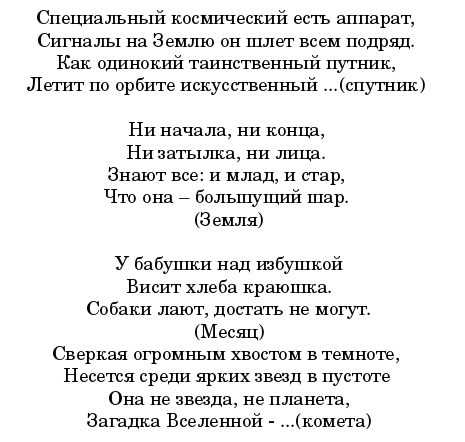 Специальный космический есть аппарат,
Сигналы на Землю он шлет всем подряд.
Как одинокий таинственный путник,
Летит по орбите искусственный ...(спутник)
Ни начала, ни конца,
Ни затылка, ни лица.
Знают все: и млад, и стар,
Что она – большущий шар.
(Земля)
У бабушки над избушкой
Висит хлеба краюшка.
Собаки лают, достать не могут.
(Месяц)
Сверкая огромным хвостом в темноте,
Несется среди ярких звезд в пустоте
Она не звезда, не планета,
Загадка Вселенной - ...(комета)